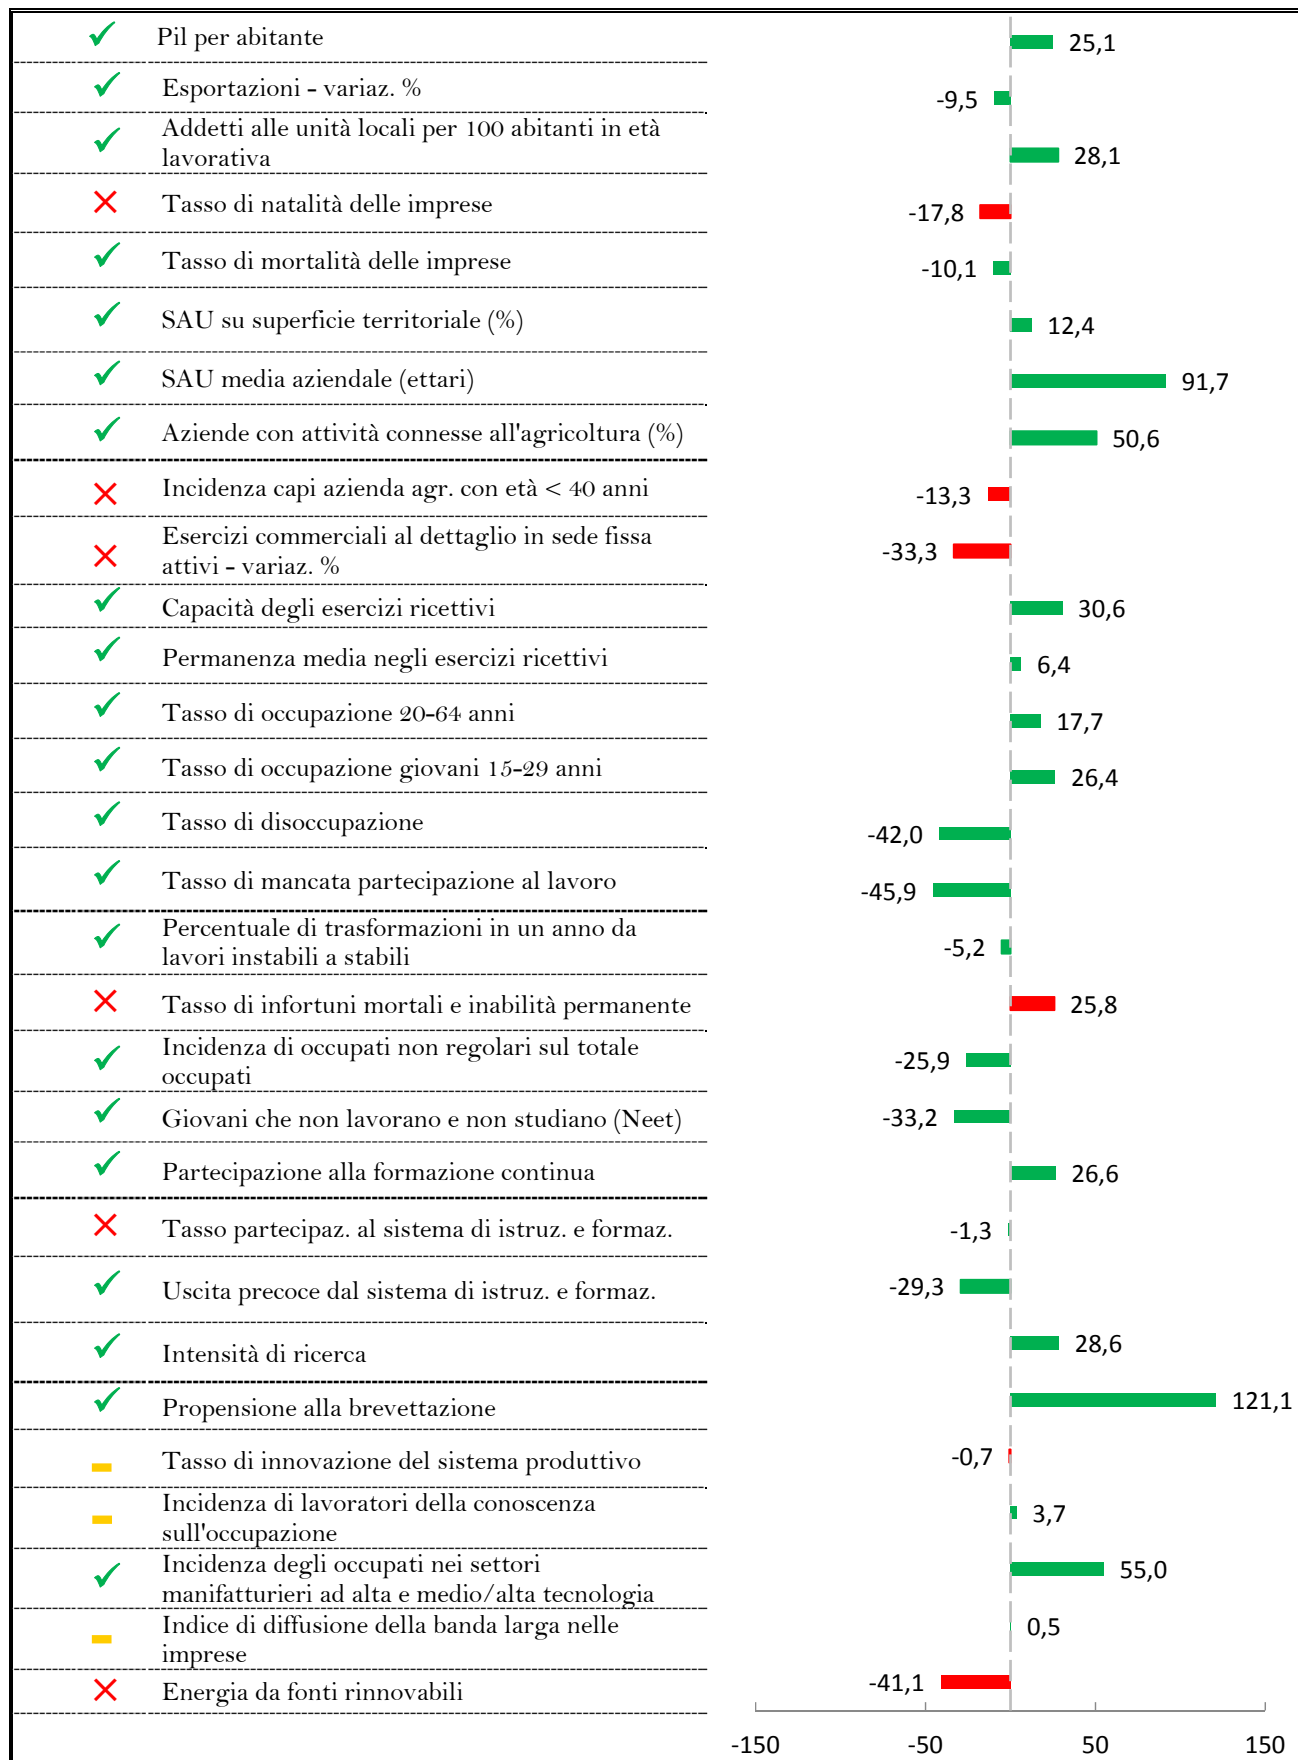 Pil per abitante
25,1
Esportazioni - variaz. %
-9,5
Addetti alle unità locali per 100 abitanti in età
lavorativa
28,1
Tasso di natalità delle imprese
-17,8
Tasso di mortalità delle imprese
-10,1
SAU su superficie territoriale (%)
12,4
SAU media aziendale (ettari)
91,7
Aziende con attività connesse all'agricoltura (%)
50,6
Incidenza capi azienda agr. con età < 40 anni
-13,3
Esercizi commerciali al dettaglio in sede fissa
attivi - variaz. %
-33,3
Capacità degli esercizi ricettivi
30,6
Permanenza media negli esercizi ricettivi
6,4
Tasso di occupazione 20-64 anni
17,7
Tasso di occupazione giovani 15-29 anni
26,4
Tasso di disoccupazione
-42,0
Tasso di mancata partecipazione al lavoro
-45,9
Percentuale di trasformazioni in un anno da
lavori instabili a stabili
-5,2
Tasso di infortuni mortali e inabilità permanente
25,8
Incidenza di occupati non regolari sul totale
occupati
-25,9
Giovani che non lavorano e non studiano (Neet)
-33,2
Partecipazione alla formazione continua
26,6
Tasso partecipaz. al sistema di istruz. e formaz.
-1,3
Uscita precoce dal sistema di istruz. e formaz.
-29,3
Intensità di ricerca
28,6
Propensione alla brevettazione
121,1
Tasso di innovazione del sistema produttivo
-0,7
Incidenza di lavoratori della conoscenza
sull'occupazione
3,7
Incidenza degli occupati nei settori
manifatturieri ad alta e medio/alta tecnologia
55,0
Indice di diffusione della banda larga nelle
imprese
0,5
Energia da fonti rinnovabili
-41,1
-150 -50 50 150